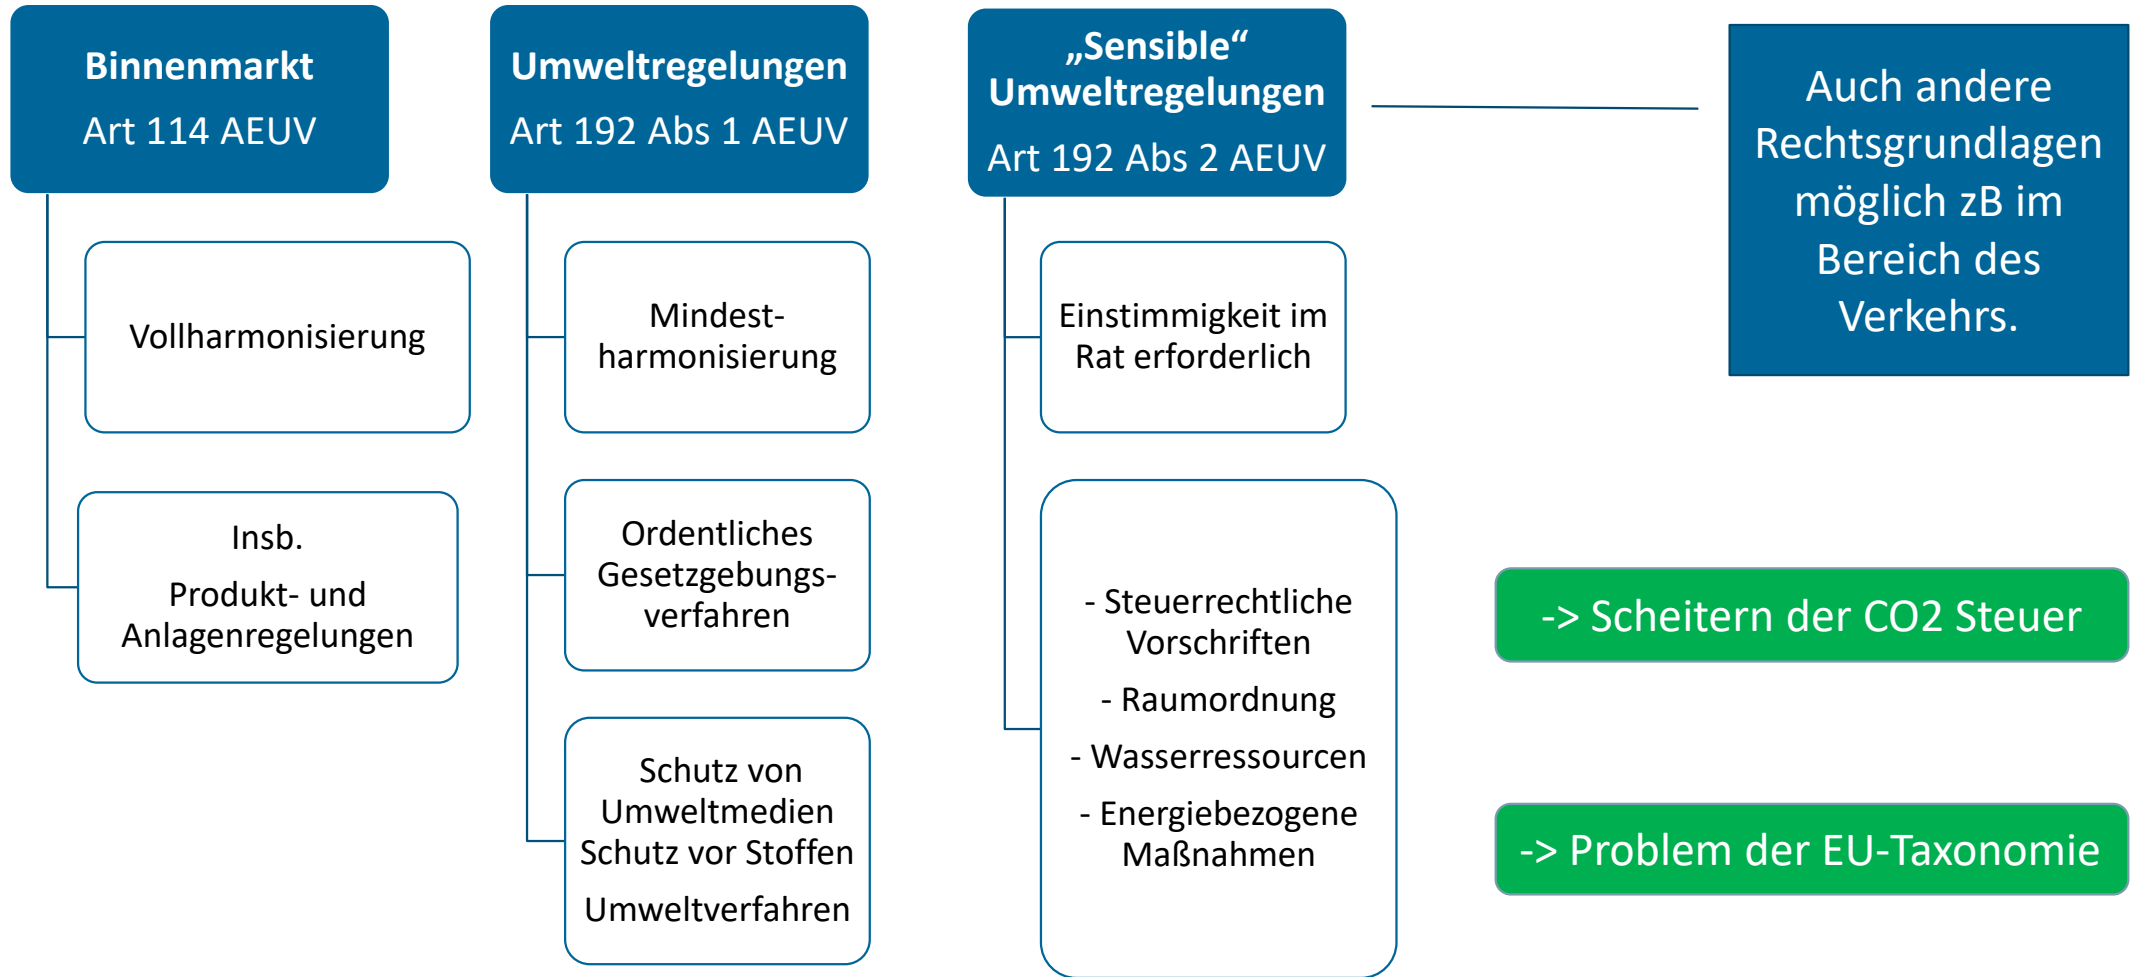 Binnenmarkt
Art 114 AEUV
Vollharmonisierung
Insb.
Produkt- und
Anlagenregelungen
Umweltregelungen
Art 192 Abs 1 AEUV
Mindest-
harmonisierung
Ordentliches
Gesetzgebungs-
verfahren
Schutz von
Umweltmedien
Schutz vor Stoffen
Umweltverfahren
„Sensible“
Umweltregelungen
Art 192 Abs 2 AEUV
Einstimmigkeit im
Rat erforderlich
- Steuerrechtliche
Vorschriften
- Raumordnung
- Wasserressourcen
- Energiebezogene
Maßnahmen
Auch andere
Rechtsgrundlagen
möglich zB im
Bereich des
Verkehrs.
-> Scheitern der CO2 Steuer
-> Problem der EU-Taxonomie